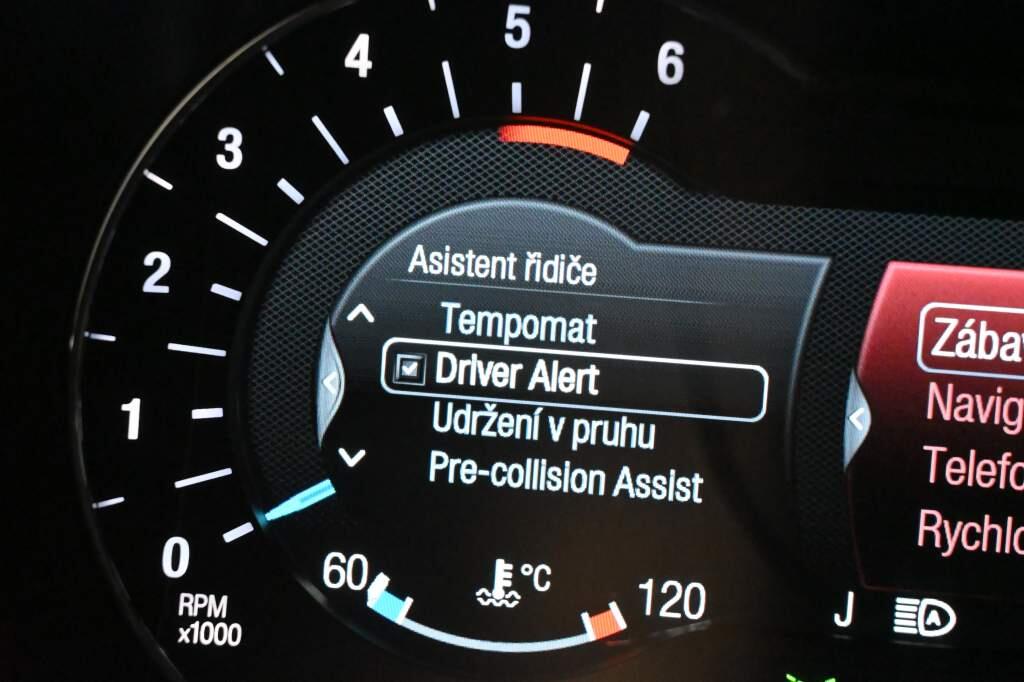 5
4
6
3
2
1
0
RPM
x1000
Asistent řidiče
Tempomat
Driver Alert
Udržení v pruhu
Pre-collision Assist
60
°C
120
J
A